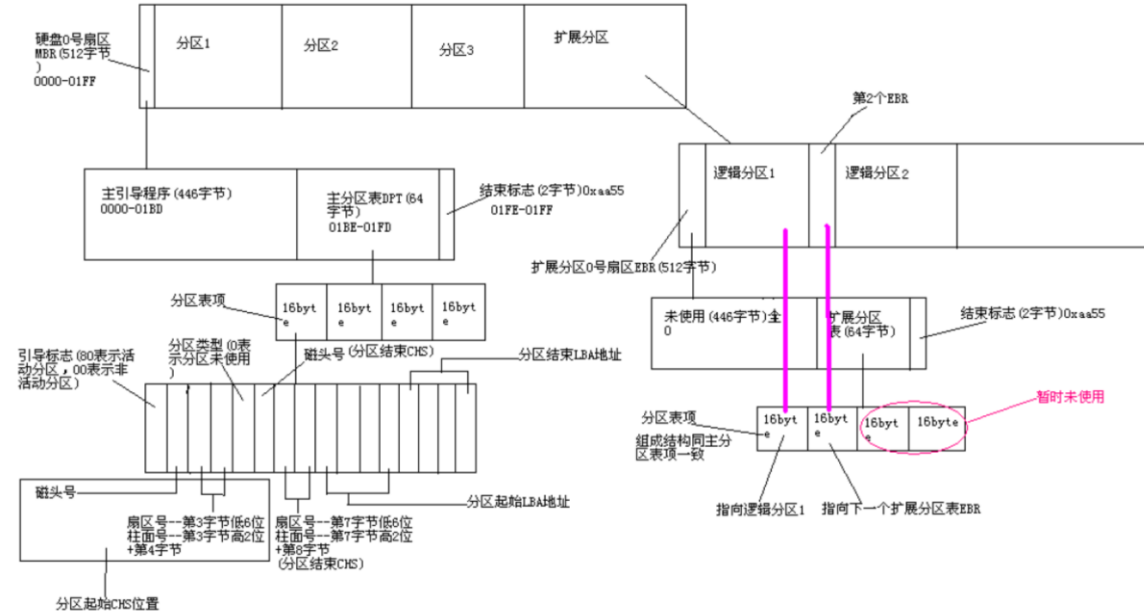 硬盘0号扇区
MBR(512字节
)
0000-01FF
分区1
分区2
分区3
扩展分区
第2个EBR
逻辑分区1
逻辑分区2
主引导程序(446字节)
0000-01BD
主分区表DPT(64
字节)
01BE-01FD
结束标志(2字节)0xaa55
01FE-01FF
扩展分区0号扇区EBR(512字节)
分区表项
16byt
e
16byt
e
16byt
e
16byt
e
未使用(446字节)全
0
扩展分区
表(64字节)
结束标志(2字节)0xaa55
引导标志(80表示活
动分区，00表示非
活动分区)
分区类型(0表
示分区未使用
)
磁头号(分区结束CHS)
分区结束LBA地址
分区表项
组成结构同主分
区表项一致
16byt
e
16byt
e
16byt
e
16byte
暂时未使用
指向逻辑分区1
指向下一个扩展分区表EBR
磁头号
扇区号--第3字节低6位
柱面号--第3字节高2位
+第4字节
扇区号--第7字节低6位
柱面号--第7字节高2位
+第8字节
(分区结束CHS)
分区起始LBA地址
分区起始CHS位置